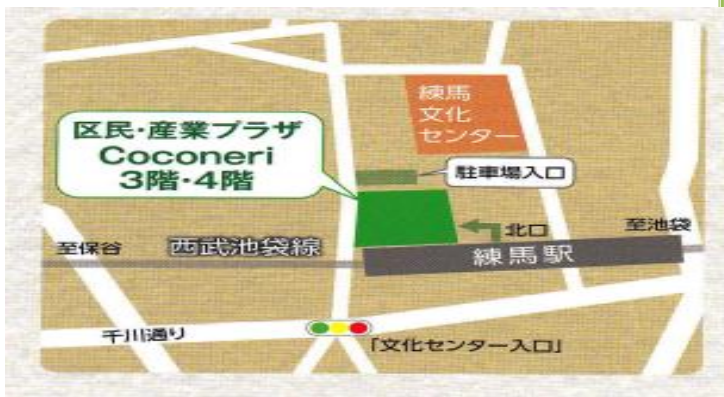 練馬
文化
センター
区民・産業プラザ
Coconeri
3階・4階
駐車場入口
北口
至池袋
至保谷
西武池袋線
練馬駅
千川通り
「文化センター入口」